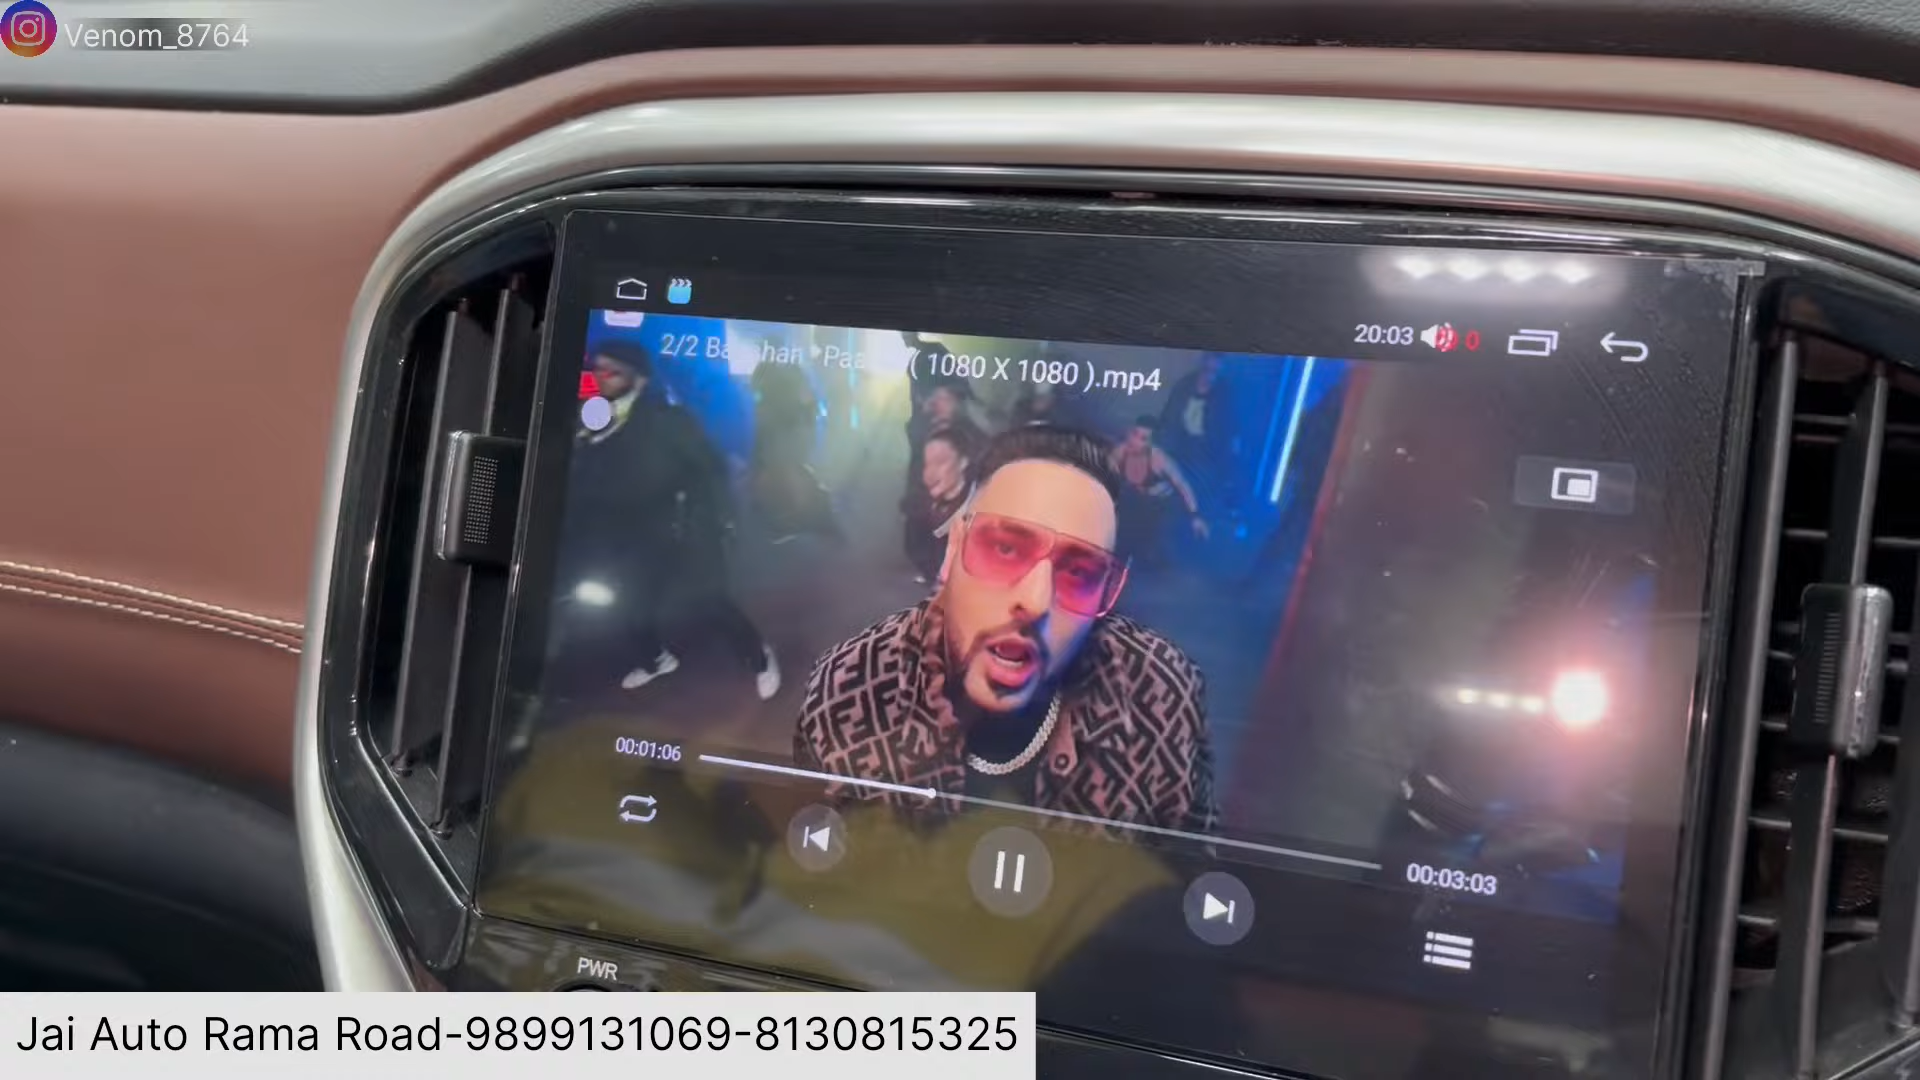 Venom_8764
20:03 0
2/2 ( 1080 X 1080 ).mp4
00:01:06
00:03:03
PWR
Jai Auto Rama Road-9899131069-8130815325